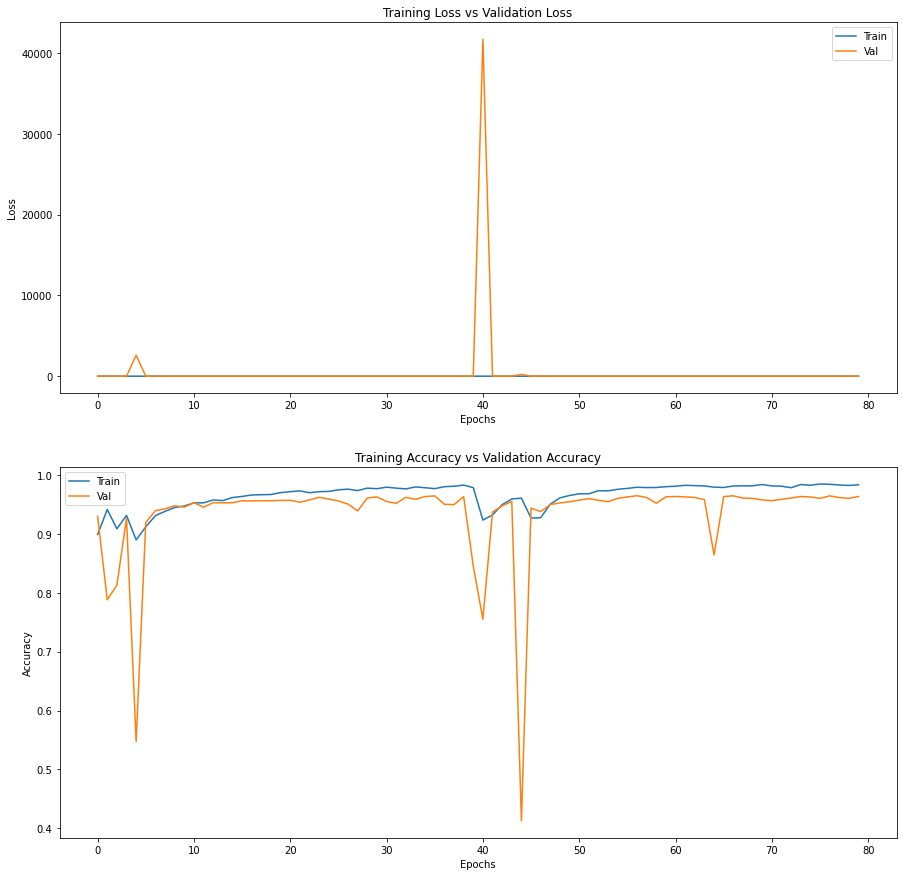 Training Loss vs Validation Loss
Train
Val
40000
30000
20000
10000
0
Loss
0 10 20 30 40 50 60 70 80
Epochs
Training Accuracy vs Validation Accuracy
Train
Val
1.0
0.9
0.8
0.7
0.6
0.5
0.4
Accuracy
0 10 20 30 40 50 60 70 80
Epochs